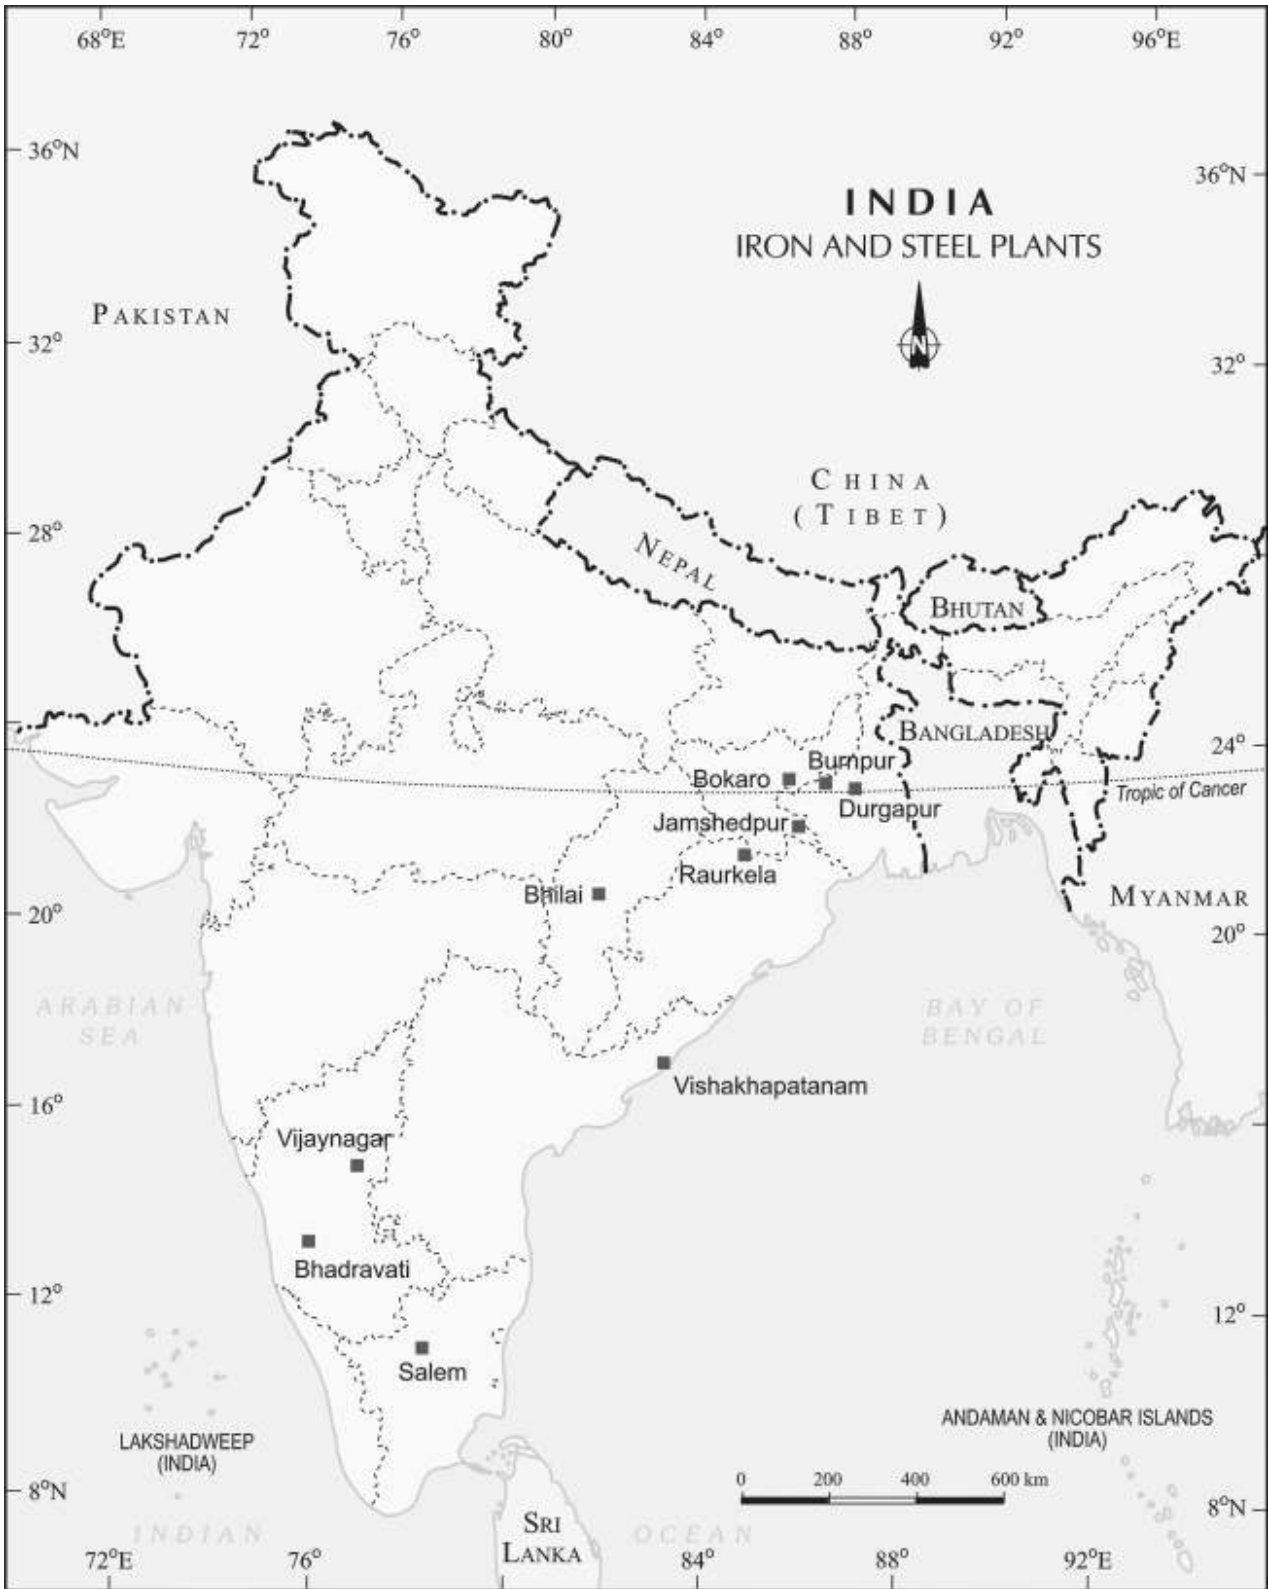 68°E 72° 76° 80° 84° 88° 92° 96°E
36°N
36°N
INDIA
IRON AND STEEL PLANTS
N
PAKISTAN
32°
32°
CHINA
(TIBET)
28°
NEPAL
BHUTAN
BANGLADESH
24°
Burnpur
Bokaro
Tropic of Cancer
Durgapur
Jamshedpur
Raurkela
Bhilai
MYANMAR
20°
20°
ARABIAN
SEA
BAY OF
BENGAL
Vishakhapatanam
16°
Vijaynagar
Bhadravati
12°
12°
Salem
ANDAMAN & NICOBAR ISLANDS
(INDIA)
LAKSHADWEEP
(INDIA)
0 200 400 600 km
8°N
8°N
SRI
LANKA
INDIAN OCEAN
72°E 76° 84° 88° 92°E